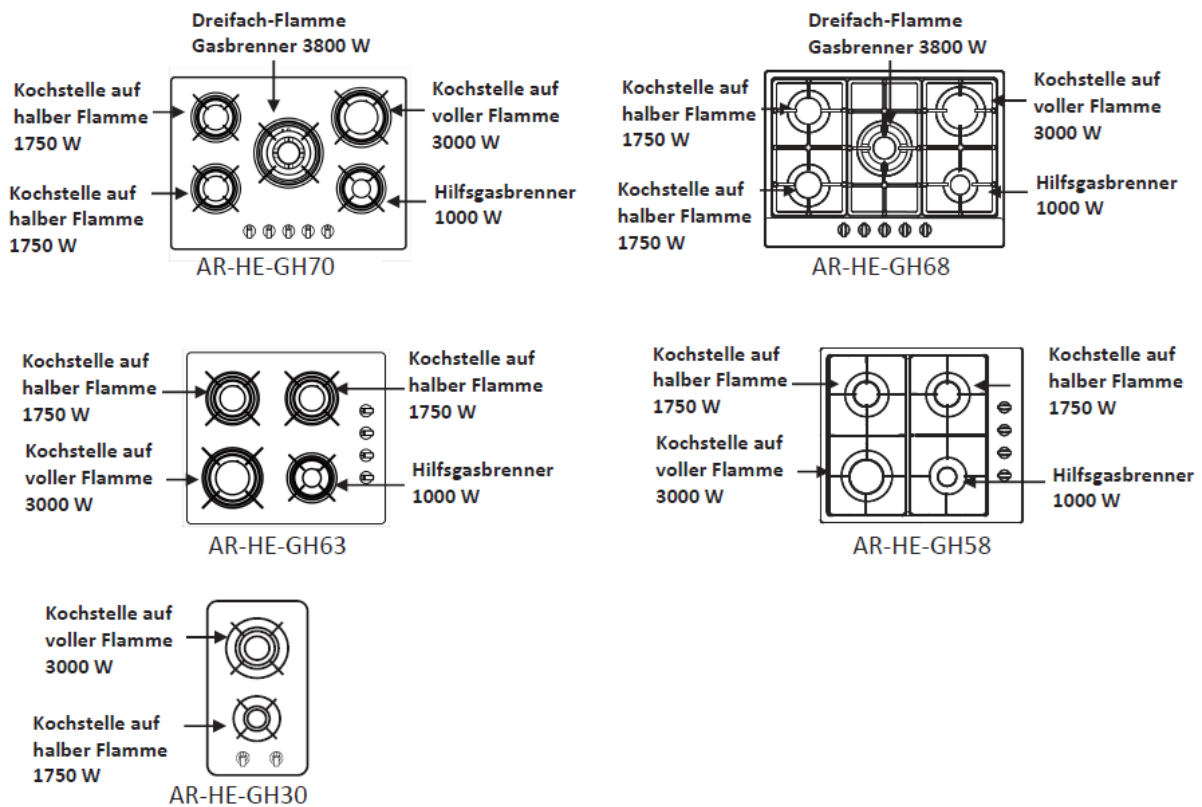 Dreifach-Flamme
Gasbrenner 3800 W
Kochstelle auf
halber Flamme
1750 W
Kochstelle auf
voller Flamme
3000 W
Kochstelle auf
halber Flamme
1750 W
Hilfsgasbrenner
1000 W
AR-HE-GH70
Dreifach-Flamme
Gasbrenner 3800 W
Kochstelle auf
halber Flamme
1750 W
Kochstelle auf
voller Flamme
3000 W
Kochstelle auf
halber Flamme
1750 W
Hilfsgasbrenner
1000 W
AR-HE-GH68
Kochstelle auf
halber Flamme
1750 W
Kochstelle auf
halber Flamme
1750 W
Kochstelle auf
voller Flamme
3000 W
Hilfsgasbrenner
1000 W
AR-HE-GH63
Kochstelle auf
halber Flamme
1750 W
Kochstelle auf
halber Flamme
1750 W
Kochstelle auf
voller Flamme
3000 W
Hilfsgasbrenner
1000 W
AR-HE-GH58
Kochstelle auf
voller Flamme
3000 W
Kochstelle auf
halber Flamme
1750 W
AR-HE-GH30